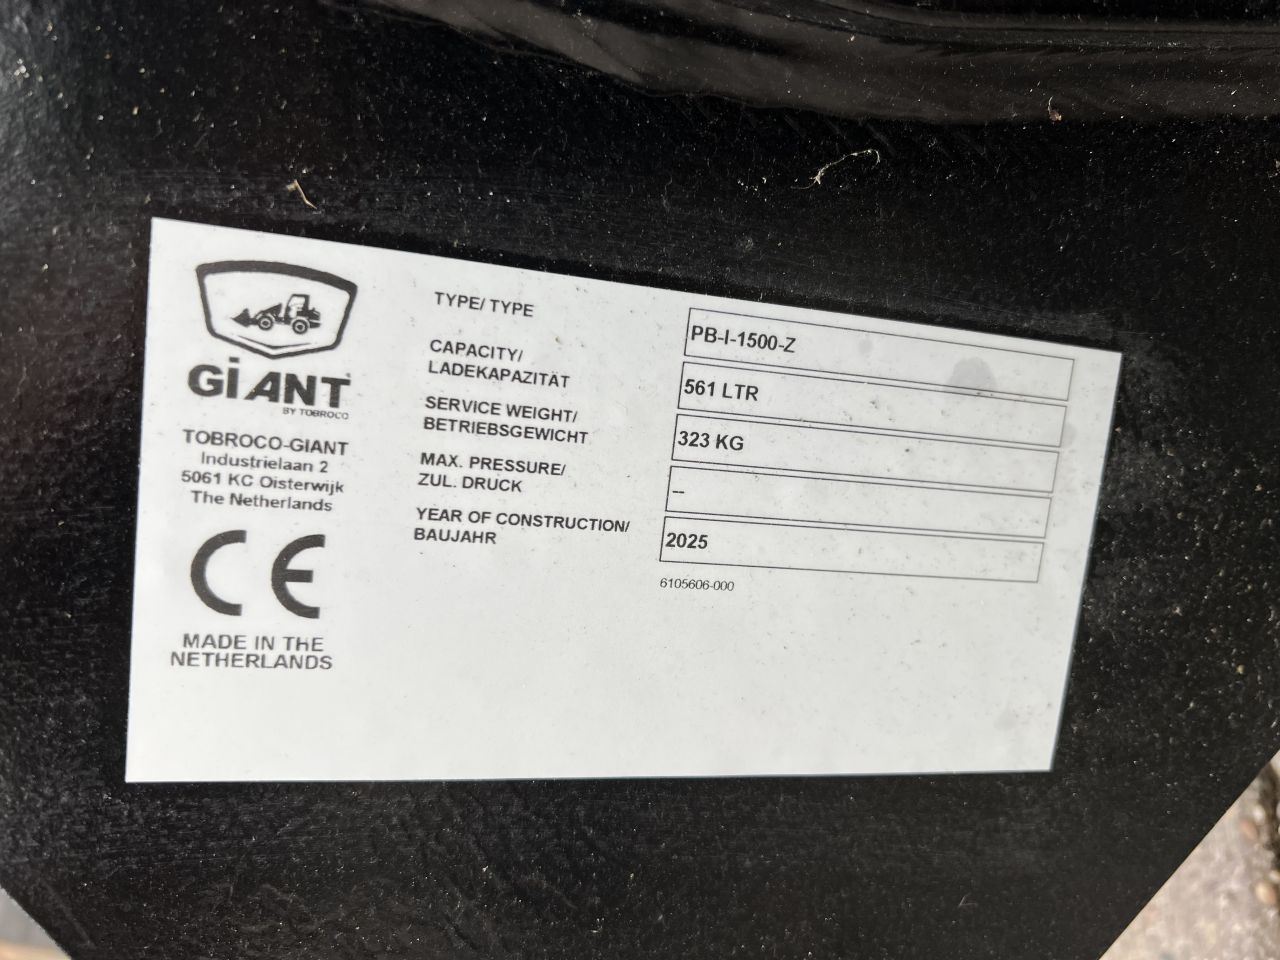 GiANT
BY TOBROCO
TOBROCO-GIANT
Industrielaan 2
5061 KC Oisterwijk
The Netherlands
CE
MADE IN THE
NETHERLANDS
TYPE/ TYPE
PB-I-1500-Z
CAPACITY/
LADEKAPAZITÄT
561 LTR
SERVICE WEIGHT/
BETRIEBSGEWICHT
323 KG
MAX. PRESSURE/
ZUL. DRUCK
--
YEAR OF CONSTRUCTION/
BAUJAHR
2025
6105606-000